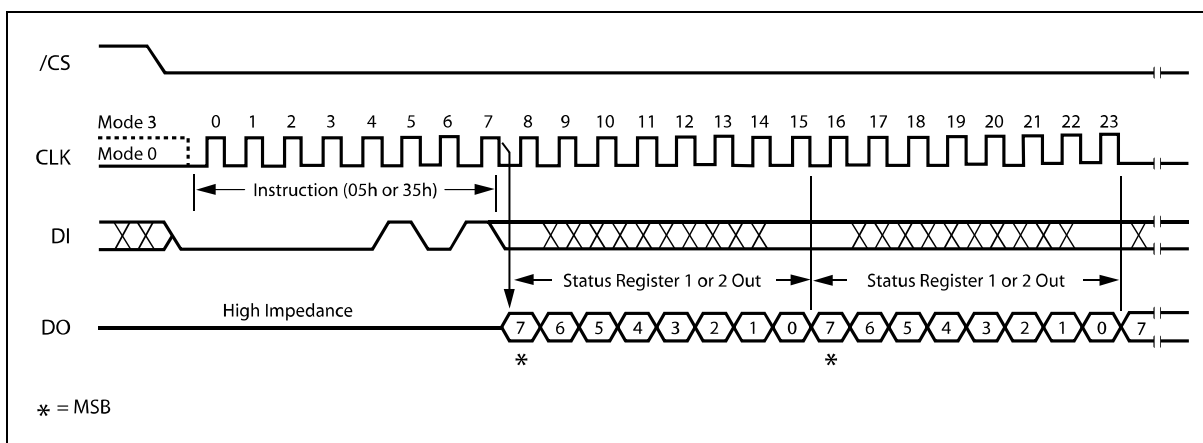 /CS
Mode 3
0 1 2 3 4 5 6 7 8 9 10 11 12 13 14 15 16 17 18 19 20 21 22 23
CLK
Mode 0
Instruction (05h or 35h)
DI
Status Register 1 or 2 Out
Status Register 1 or 2 Out
High Impedance
DO
7 6 5 4 3 2 1 0 7 6 5 4 3 2 1 0 7
* *
* = MSB